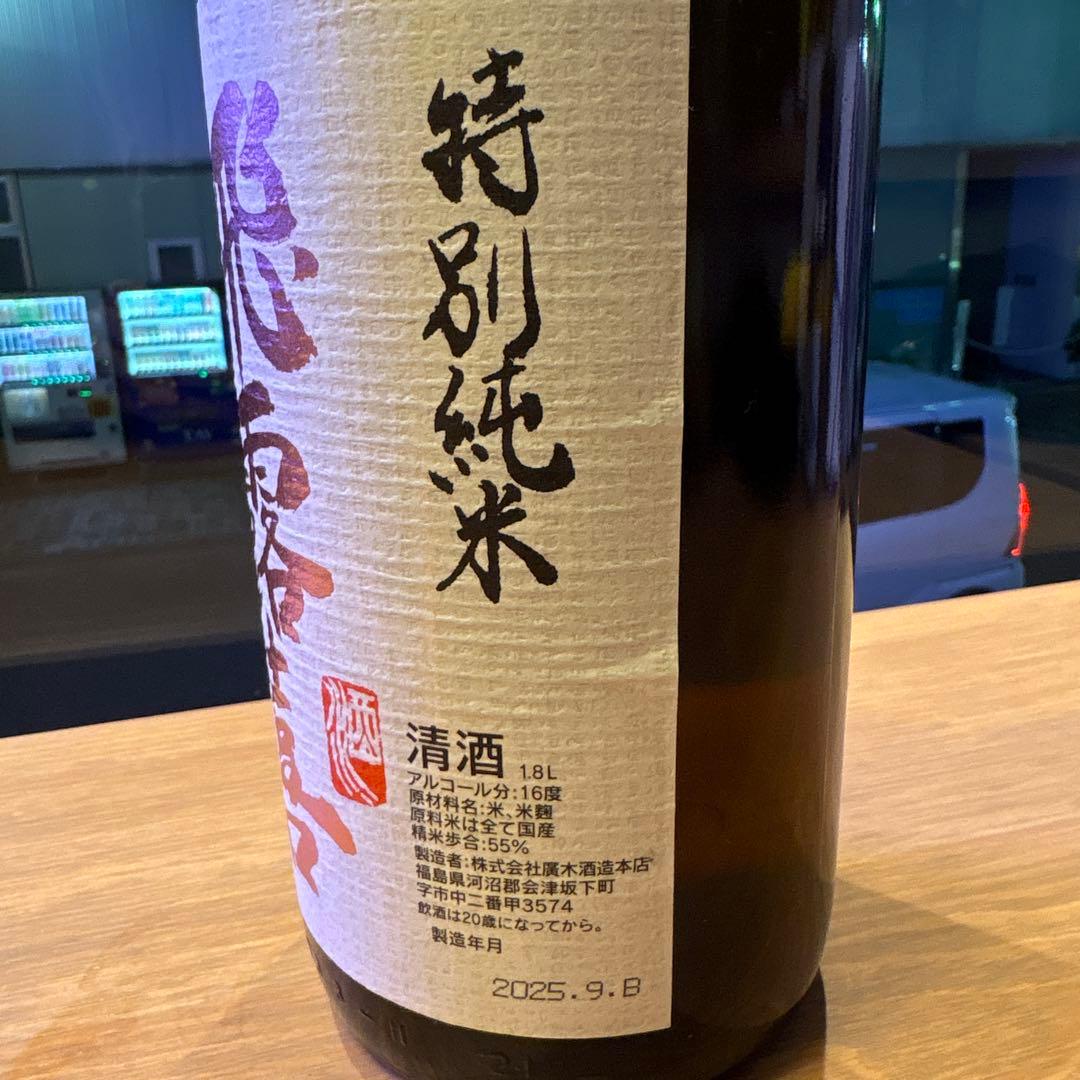 飛露喜
特別純米
酒
清酒 1.8L
アルコール分:16度
原材料名:米、米麹
原料米は全て国産
精米歩合:55%
製造者:株式会社廣木酒造本店
福島県河沼郡会津坂下町
字市中二番甲3574
飲酒は20歳になってから。
製造年月
2025.9.B